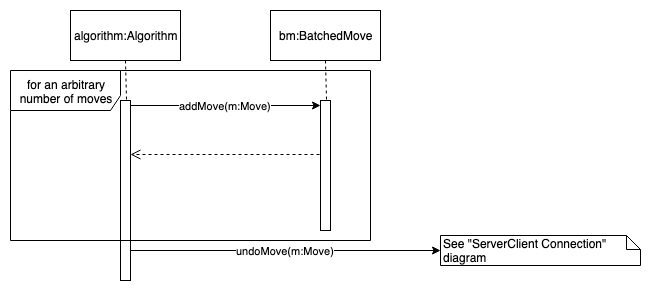 algorithm:Algorithm
bm:BatchedMove
for an arbitrary
number of moves
addMove(m:Move)
undoMove(m:Move)
See "ServerClient Connection"
diagram